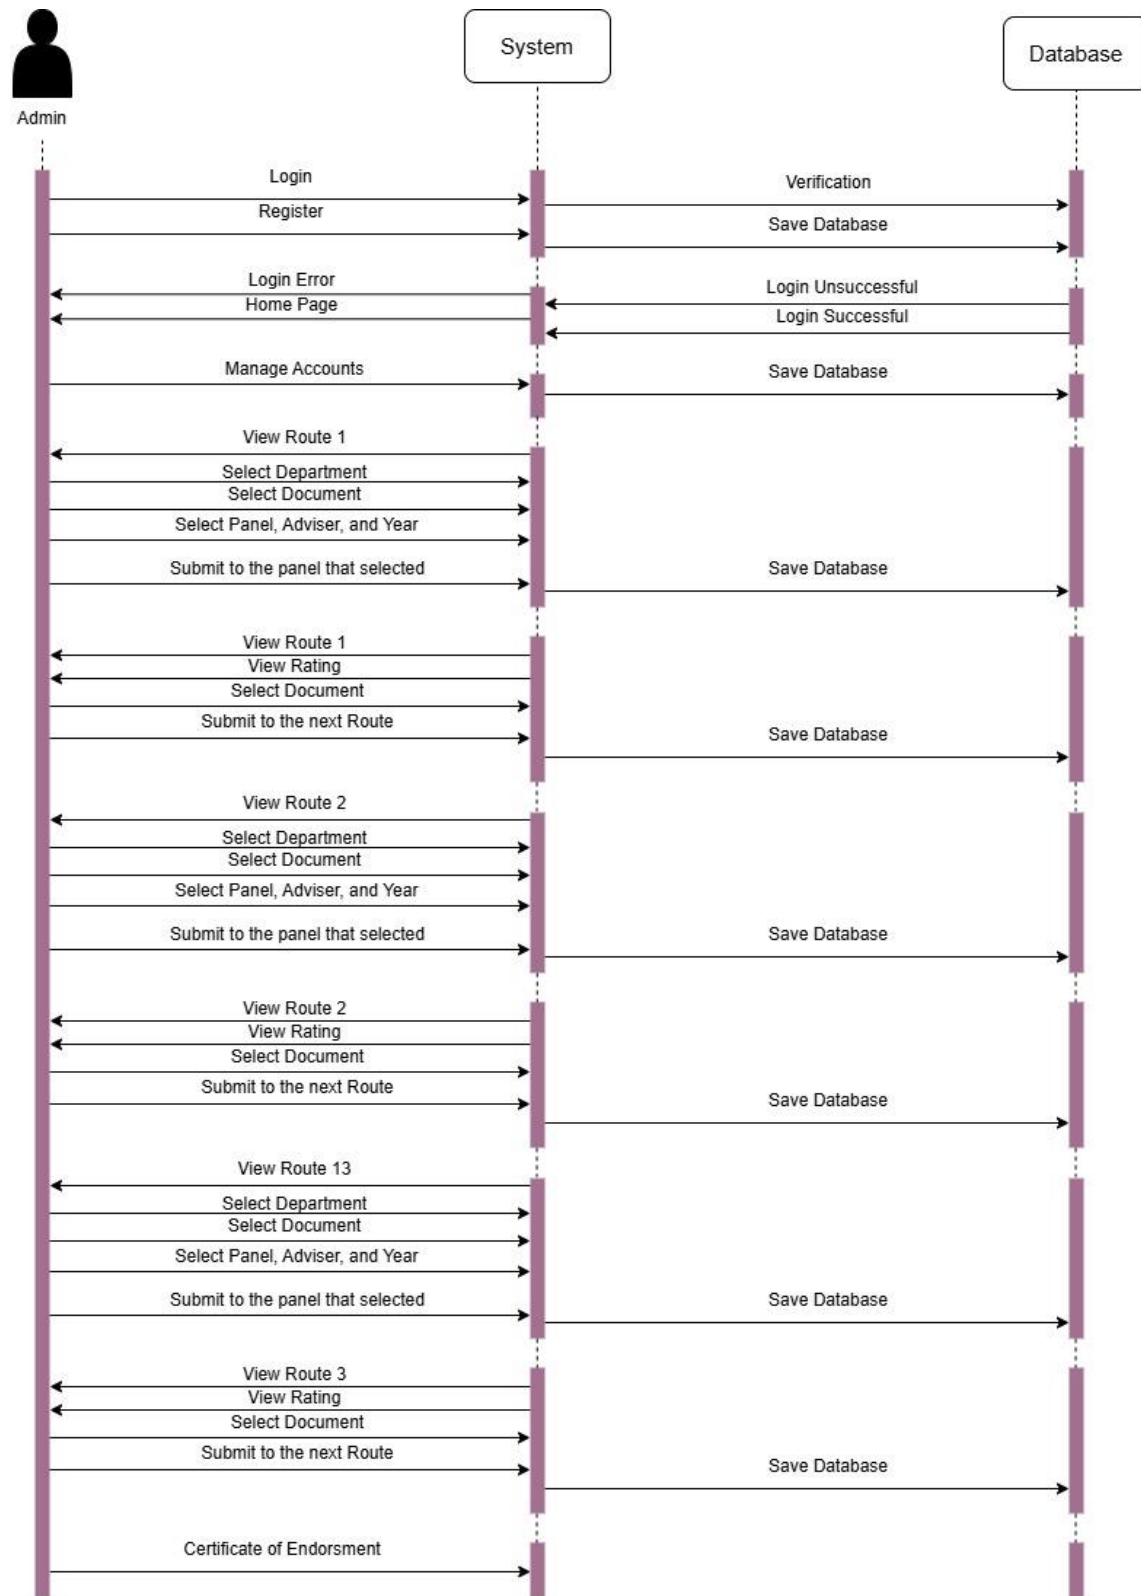 System
Database
Admin
Login
Verification
Register
Save Database
Login Error
Login Unsuccessful
Home Page
Login Successful
Manage Accounts
Save Database
View Route 1
Select Department
Select Document
Select Panel, Adviser, and Year
Submit to the panel that selected
Save Database
View Route 1
View Rating
Select Document
Submit to the next Route
Save Database
View Route 2
Select Department
Select Document
Select Panel, Adviser, and Year
Submit to the panel that selected
Save Database
View Route 2
View Rating
Select Document
Submit to the next Route
Save Database
View Route 13
Select Department
Select Document
Select Panel, Adviser, and Year
Submit to the panel that selected
Save Database
View Route 3
View Rating
Select Document
Submit to the next Route
Save Database
Certificate of Endorsment